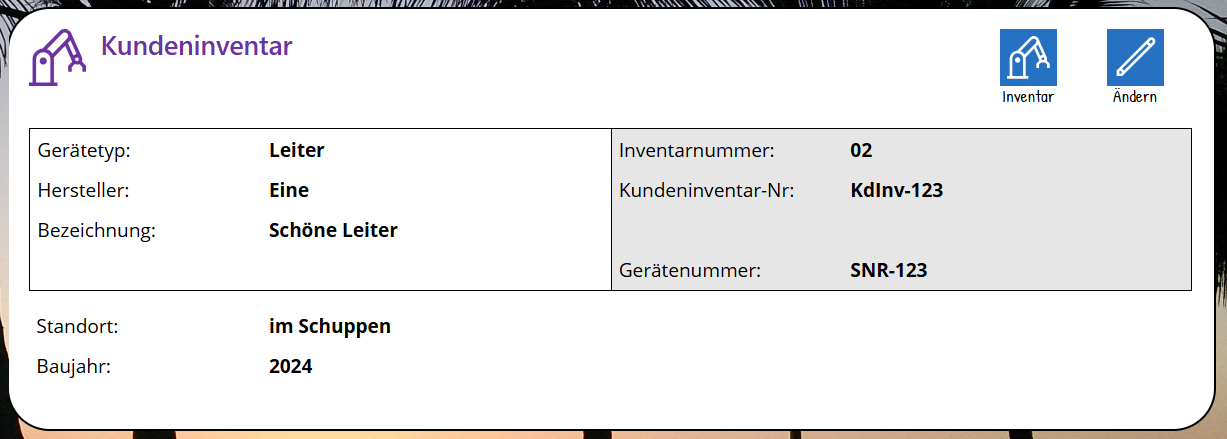 Kundeninventar
Inventar
Ändern
Gerätetyp: Leiter
Hersteller: Eine
Bezeichnung: Schöne Leiter
Inventarnummer: 02
Kundeninventar-Nr: KdInv-123
Gerätenummer: SNR-123
Standort: im Schuppen
Baujahr: 2024